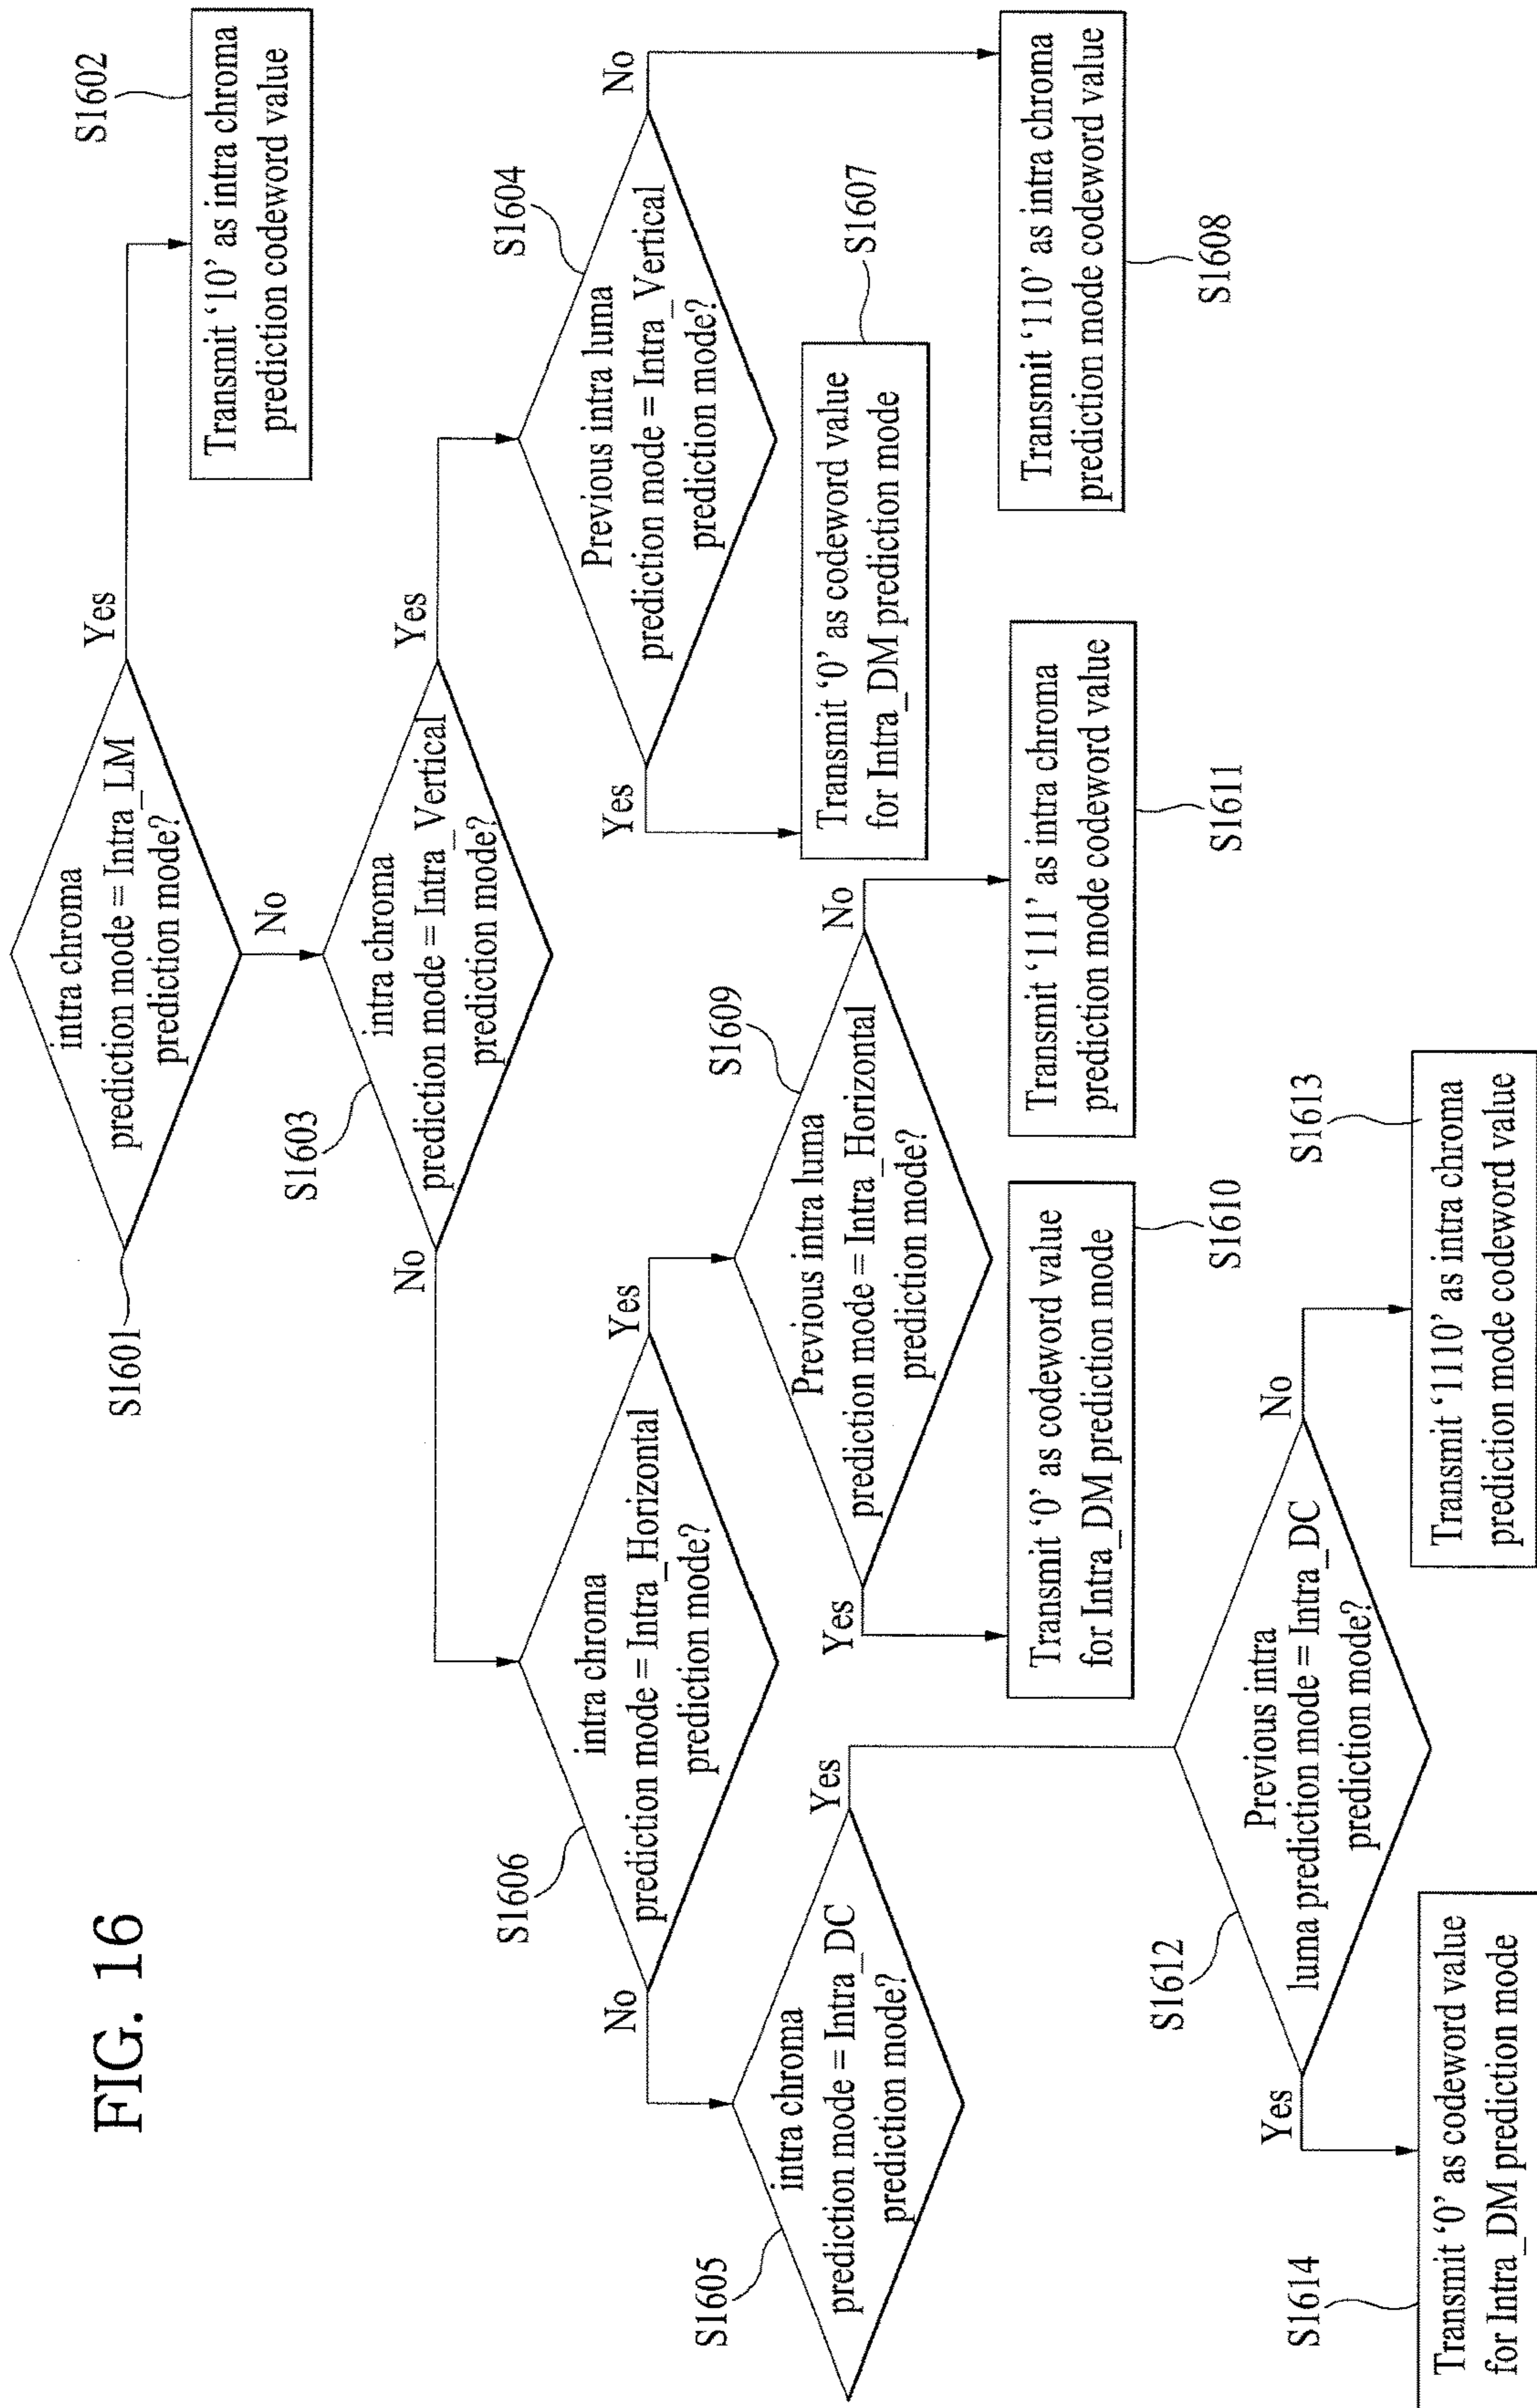 FIG. 16
intra chroma
prediction mode = Intra_LM
prediction mode?
S1601
Yes
No
Transmit ‘10’ as intra chroma
prediction codeword value
S1602
intra chroma
prediction mode = Intra_Vertical
prediction mode?
S1603
Yes
No
Previous intra luma
prediction mode = Intra_Vertical
prediction mode?
S1604
Yes
No
Transmit ‘0’ as codeword value
for Intra_DM prediction mode
S1607
Transmit ‘110’ as intra chroma
prediction mode codeword value
S1608
intra chroma
prediction mode = Intra_Horizontal
prediction mode?
S1606
Yes
No
Previous intra luma
prediction mode = Intra_Horizontal
prediction mode?
S1609
Yes
No
Transmit ‘0’ as codeword value
for Intra_DM prediction mode
S1610
Transmit ‘111’ as intra chroma
prediction mode codeword value
S1611
intra chroma
prediction mode = Intra_DC
prediction mode?
S1605
Yes
Previous intra
luma prediction mode = Intra_DC
prediction mode?
S1612
Yes
No
Transmit ‘0’ as codeword value
for Intra_DM prediction mode
S1614
Transmit ‘1110’ as intra chroma
prediction mode codeword value
S1613